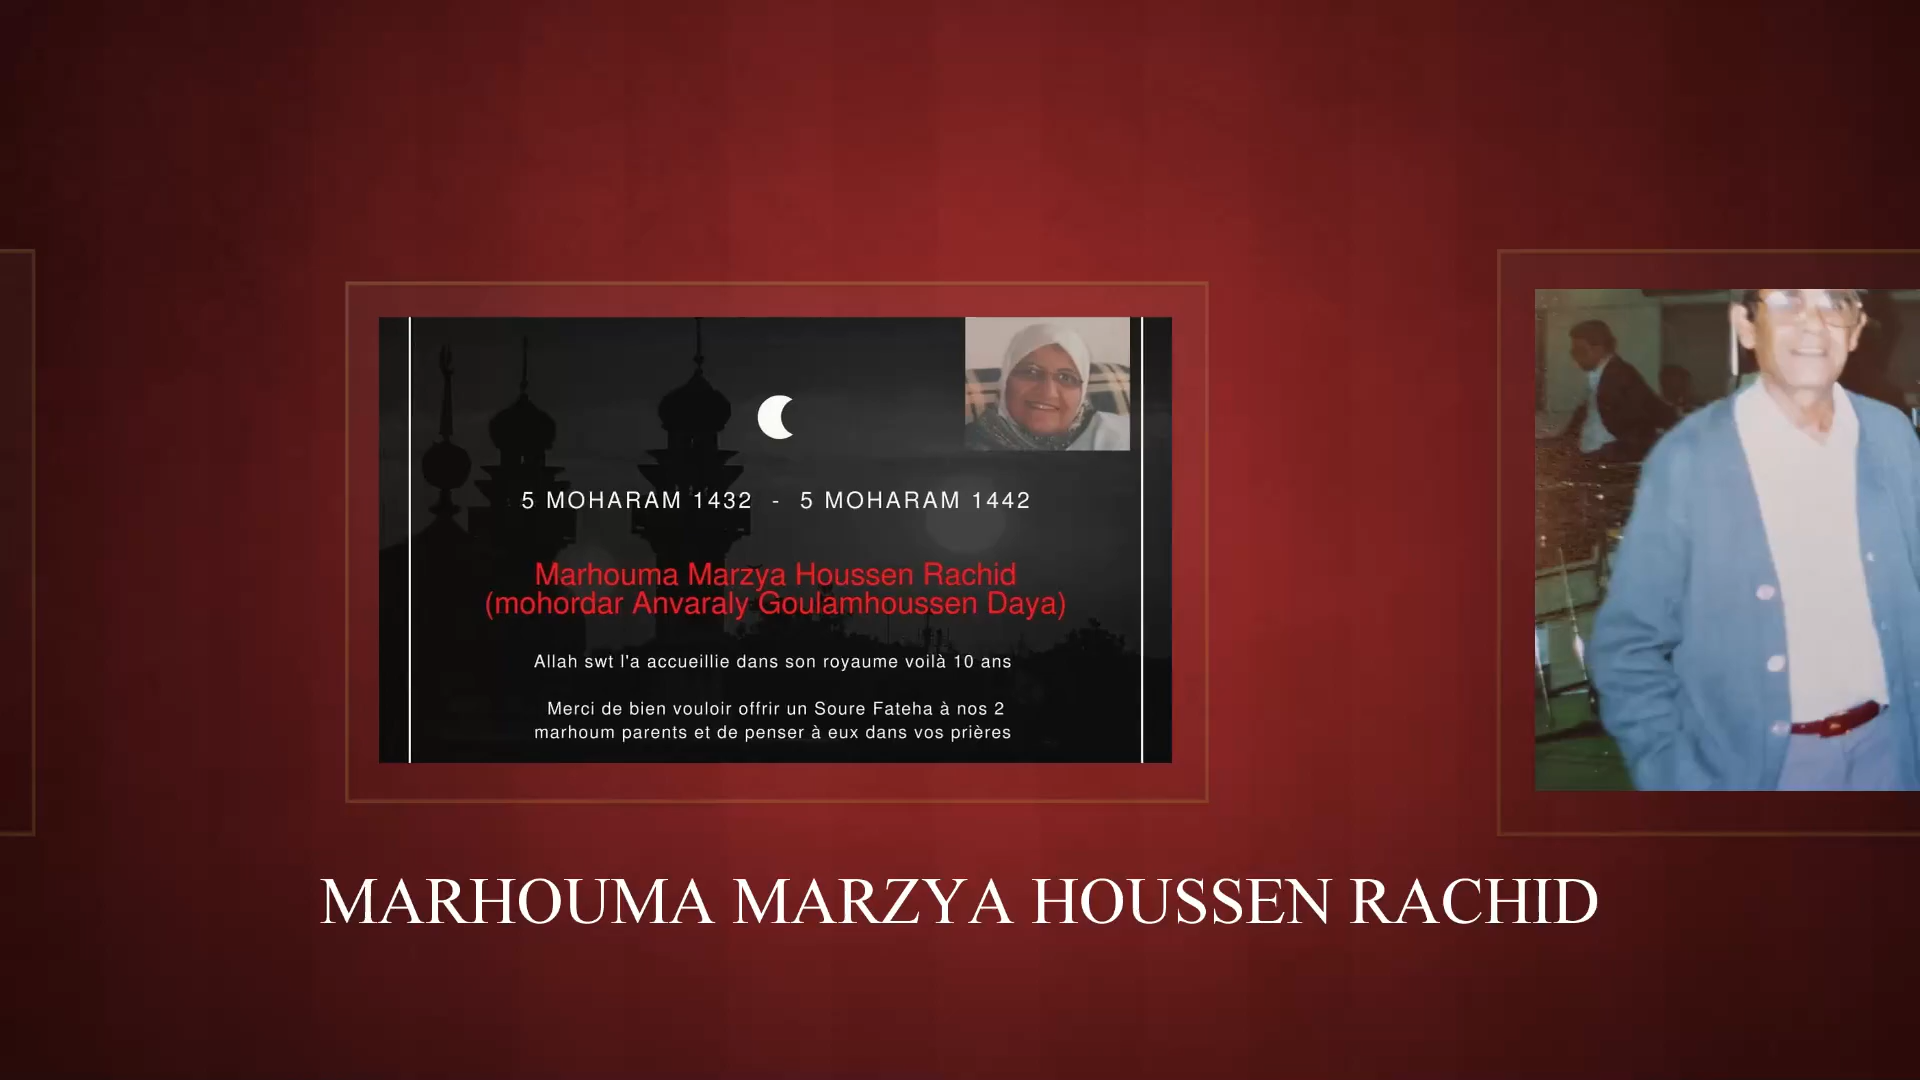 5 MOHARAM 1432 - 5 MOHARAM 1442
Marhouma Marzya Houssen Rachid
(mohordar Anvaraly Goulamhoussen Daya)
Allah swt l'a accueillie dans son royaume voilà 10 ans
Merci de bien vouloir offrir un Soure Fateha à nos 2
marhoum parents et de penser à eux dans vos prières
MARHOUMA MARZYA HOUSSEN RACHID